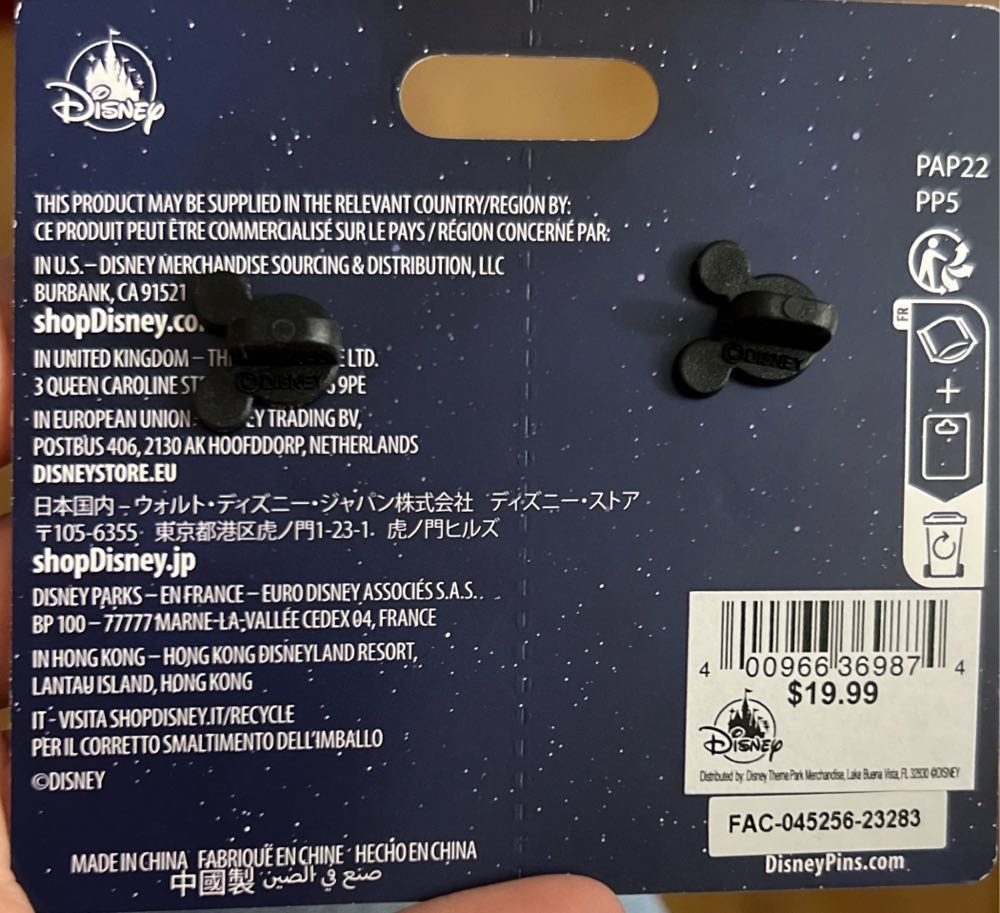 Disney
THIS PRODUCT MAY BE SUPPLIED IN THE RELEVANT COUNTRY/REGION BY:
CE PRODUIT PEUT ÊTRE COMMERCIALISÉ SUR LE PAYS / RÉGION CONCERNÉ PAR:
IN U.S. – DISNEY MERCHANDISE SOURCING & DISTRIBUTION, LLC
BURBANK, CA 91521
shopDisney.co
IN UNITED KINGDOM – LTD.
3 QUEEN CAROLINE 9PE
IN EUROPEAN UNION TRADING BV,
POSTBUS 406, 2130 AK HOOFDDORP, NETHERLANDS
DISNEYSTORE.EU
日本国内 - ウォルト・ディズニー・ジャパン株式会社 ディズニー・ストア
〒105-6355 東京都港区虎ノ門1-23-1 虎ノ門ヒルズ
shopDisney.jp
DISNEY PARKS – EN FRANCE – EURO DISNEY ASSOCIÉS S.A.S.
BP 100 – 77777 MARNE-LA-VALLÉE CEDEX 04, FRANCE
IN HONG KONG – HONG KONG DISNEYLAND RESORT,
LANTAU ISLAND, HONG KONG
IT - VISITA SHOPDISNEY.IT/RECYCLE
PER IL CORRETTO SMALTIMENTO DELL'IMBALLO
©DISNEY
MADE IN CHINA FABRIQUÉ EN CHINE HECHO EN CHINA
中國製 صنع في الصين
©DISNEY
©DISNEY
PAP22
PP5
FR
4 00966 36987 4
$19.99
Disney
Distributed by: Disney Theme Park Merchandise, Lake Buena Vista, FL 32830 ©DISNEY
FAC-045256-23283
DisneyPins.com